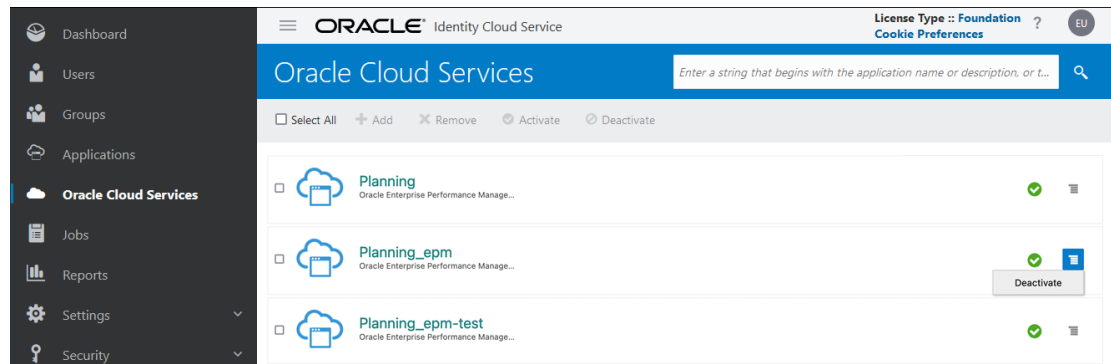 Dashboard
Users
Groups
Applications
Oracle Cloud Services
Jobs
Reports
Settings
Security
ORACLE® Identity Cloud Service
License Type :: Foundation
Cookie Preferences
?
EU
Oracle Cloud Services
Enter a string that begins with the application name or description, or t...
Select All
Add
Remove
Activate
Deactivate
Planning
Oracle Enterprise Performance Manage...
Planning_epm
Oracle Enterprise Performance Manage...
Deactivate
Planning_epm-test
Oracle Enterprise Performance Manage...